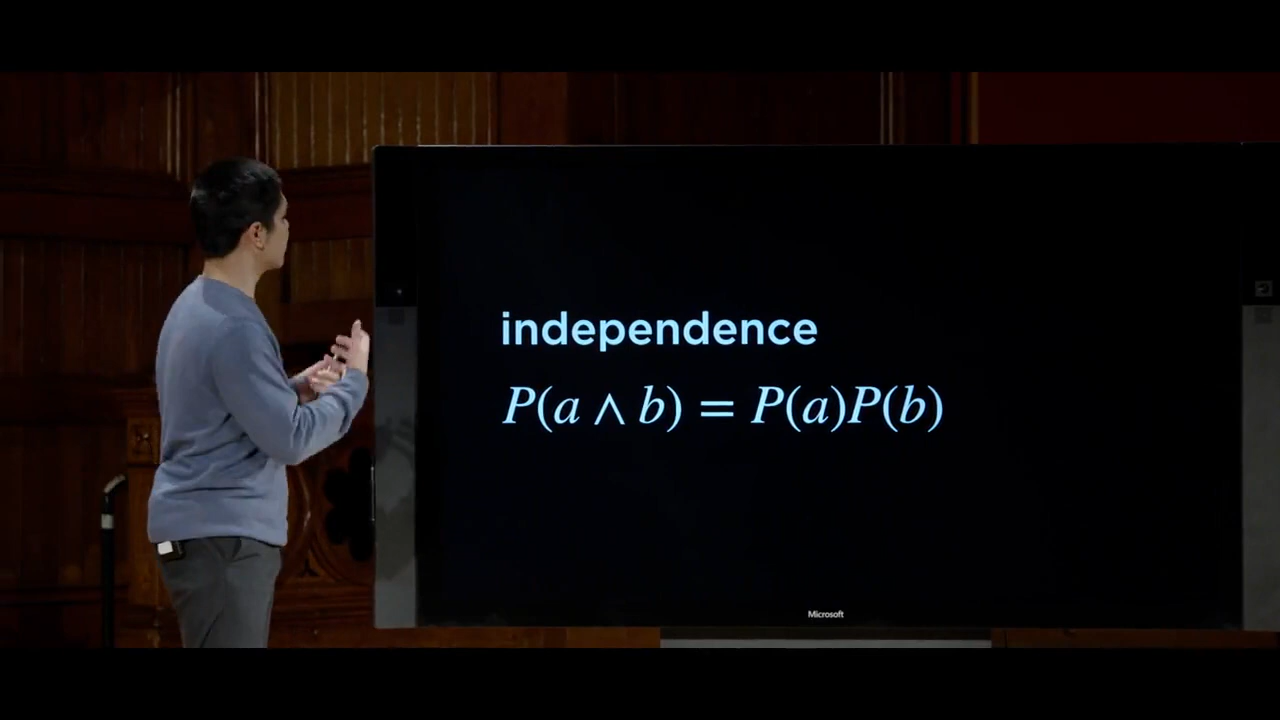 independence
P(a ∧ b) = P(a)P(b)
Microsoft